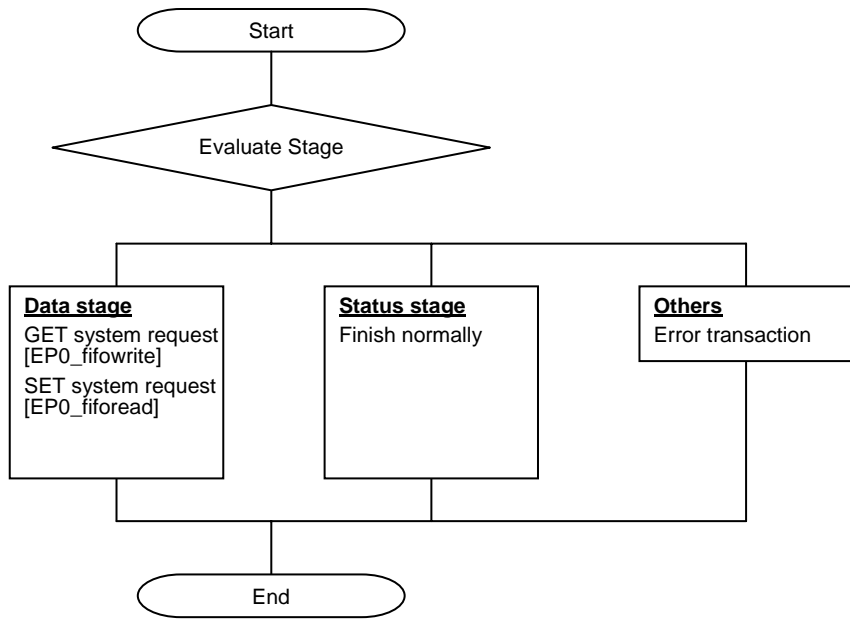 Start
Evaluate Stage
Data stage
GET system request
[EP0_fifowrite]
SET system request
[EP0_fiforead]
Status stage
Finish normally
Others
Error transaction
End